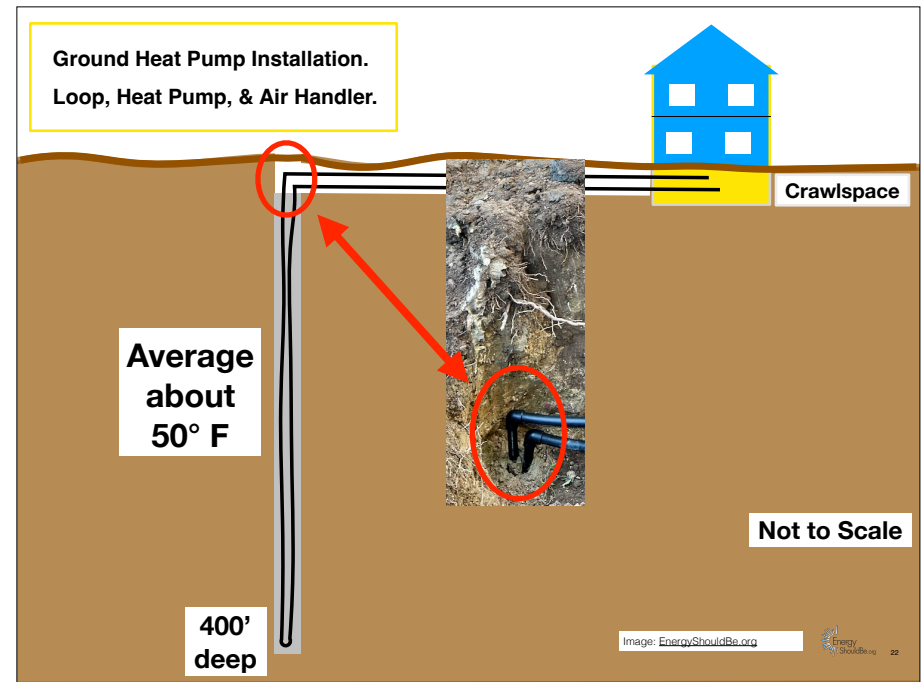 Ground Heat Pump Installation.
Loop, Heat Pump, & Air Handler.
Crawlspace
Average
about
50° F
Not to Scale
400’
deep
Image: EnergyShouldBe.org
Energy
ShouldBe.org
22